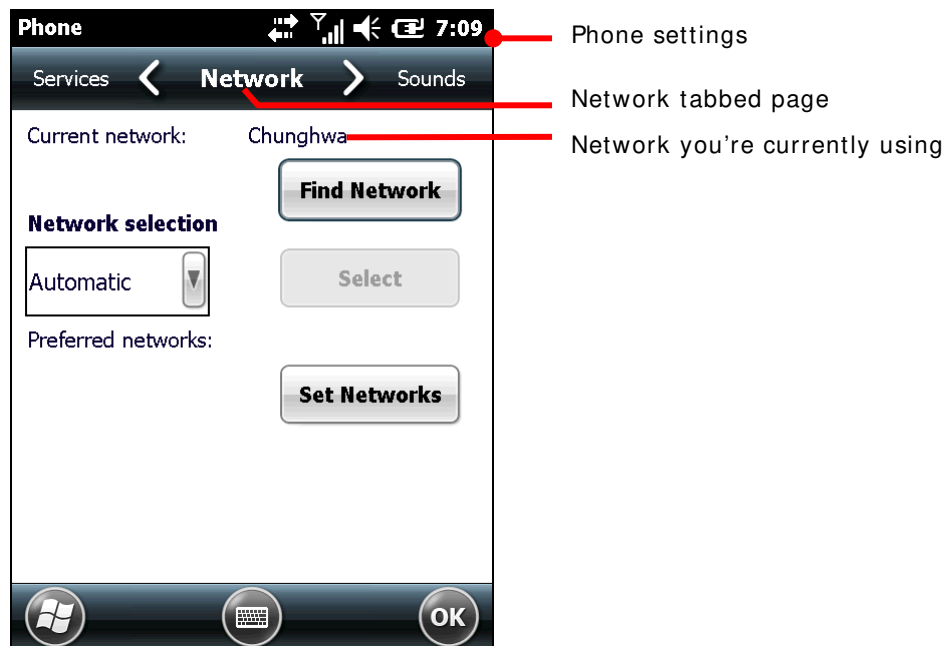 Phone 7:09
Phone settings
Services Network Sounds
Network tabbed page
Current network: Chunghwa
Network you're currently using
Find Network
Network selection
Automatic
Select
Preferred networks:
Set Networks
OK